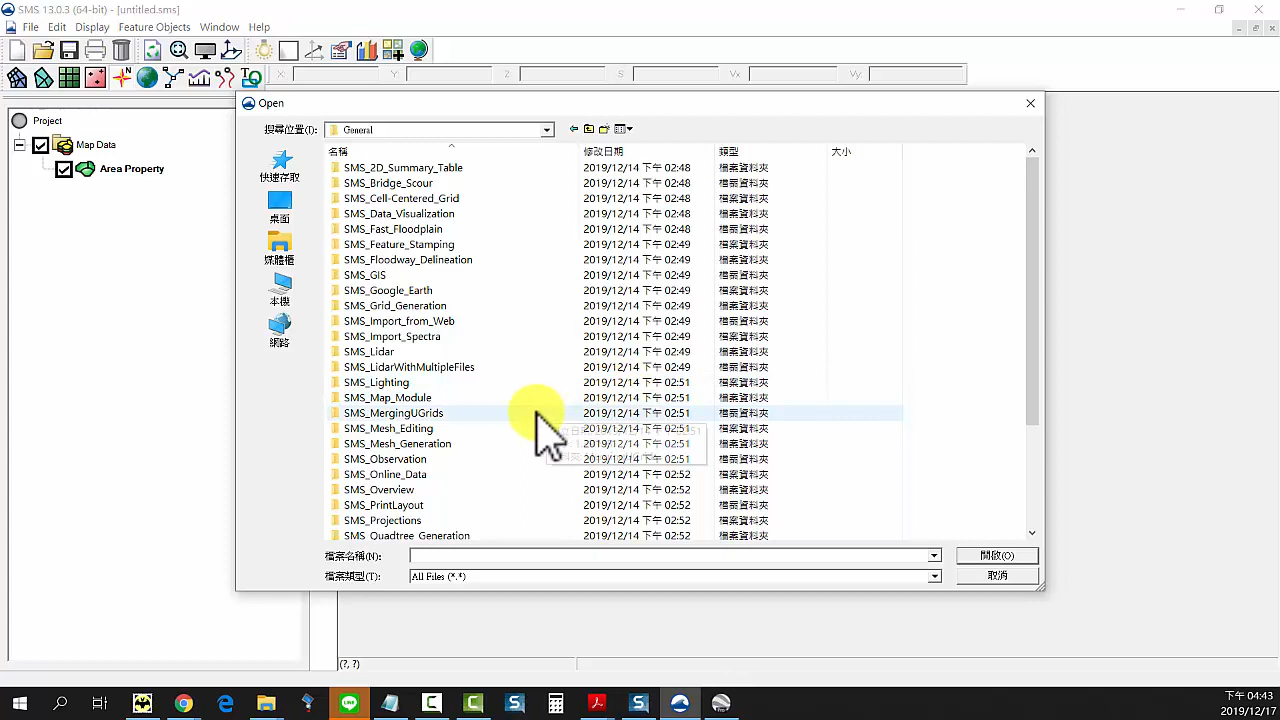 SMS 13.0.3 (64-bit) - [untitled.sms]
File Edit Display Feature Objects Window Help
X Y Z S Vx Vy
Project
Map Data
Area Property
Open
搜尋位置(I): General
快速存取
桌面
媒體櫃
本機
網路
名稱 修改日期 類型 大小
SMS_2D_Summary_Table 2019/12/14 下午 02:48 檔案資料夾
SMS_Bridge_Scour 2019/12/14 下午 02:48 檔案資料夾
SMS_Cell-Centered_Grid 2019/12/14 下午 02:48 檔案資料夾
SMS_Data_Visualization 2019/12/14 下午 02:48 檔案資料夾
SMS_Fast_Floodplain 2019/12/14 下午 02:48 檔案資料夾
SMS_Feature_Stamping 2019/12/14 下午 02:49 檔案資料夾
SMS_Floodway_Delineation 2019/12/14 下午 02:49 檔案資料夾
SMS_GIS 2019/12/14 下午 02:49 檔案資料夾
SMS_Google_Earth 2019/12/14 下午 02:49 檔案資料夾
SMS_Grid_Generation 2019/12/14 下午 02:49 檔案資料夾
SMS_Import_from_Web 2019/12/14 下午 02:49 檔案資料夾
SMS_Import_Spectra 2019/12/14 下午 02:49 檔案資料夾
SMS_Lidar 2019/12/14 下午 02:49 檔案資料夾
SMS_LidarWithMultipleFiles 2019/12/14 下午 02:49 檔案資料夾
SMS_Lighting 2019/12/14 下午 02:51 檔案資料夾
SMS_Map_Module 2019/12/14 下午 02:51 檔案資料夾
SMS_MergingUGrids 2019/12/14 下午 02:51 檔案資料夾
SMS_Mesh_Editing 2019/12/14 下午 02:51 檔案資料夾
SMS_Mesh_Generation 2019/12/14 下午 02:51 檔案資料夾
SMS_Observation 2019/12/14 下午 02:51 檔案資料夾
SMS_Online_Data 2019/12/14 下午 02:52 檔案資料夾
SMS_Overview 2019/12/14 下午 02:52 檔案資料夾
SMS_PrintLayout 2019/12/14 下午 02:52 檔案資料夾
SMS_Projections 2019/12/14 下午 02:52 檔案資料夾
SMS_Quadtree_Generation 2019/12/14 下午 02:52 檔案資料夾
檔案名稱(N): 開啟(O)
檔案類型(T): All Files (*.*) 取消
(?, ?)
下午 04:43
2019/12/17